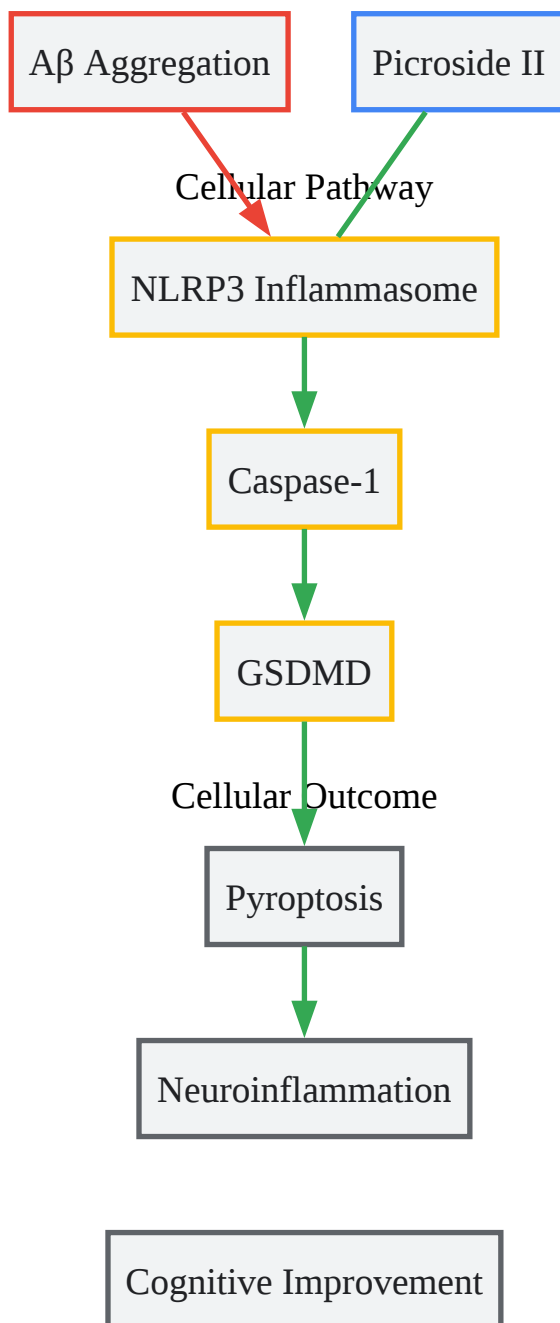 Aβ Aggregation
Picroside II
Cellular Pathway
NLRP3 Inflammasome
Caspase-1
GSDMD
Cellular Outcome
Pyroptosis
Neuroinflammation
Cognitive Improvement